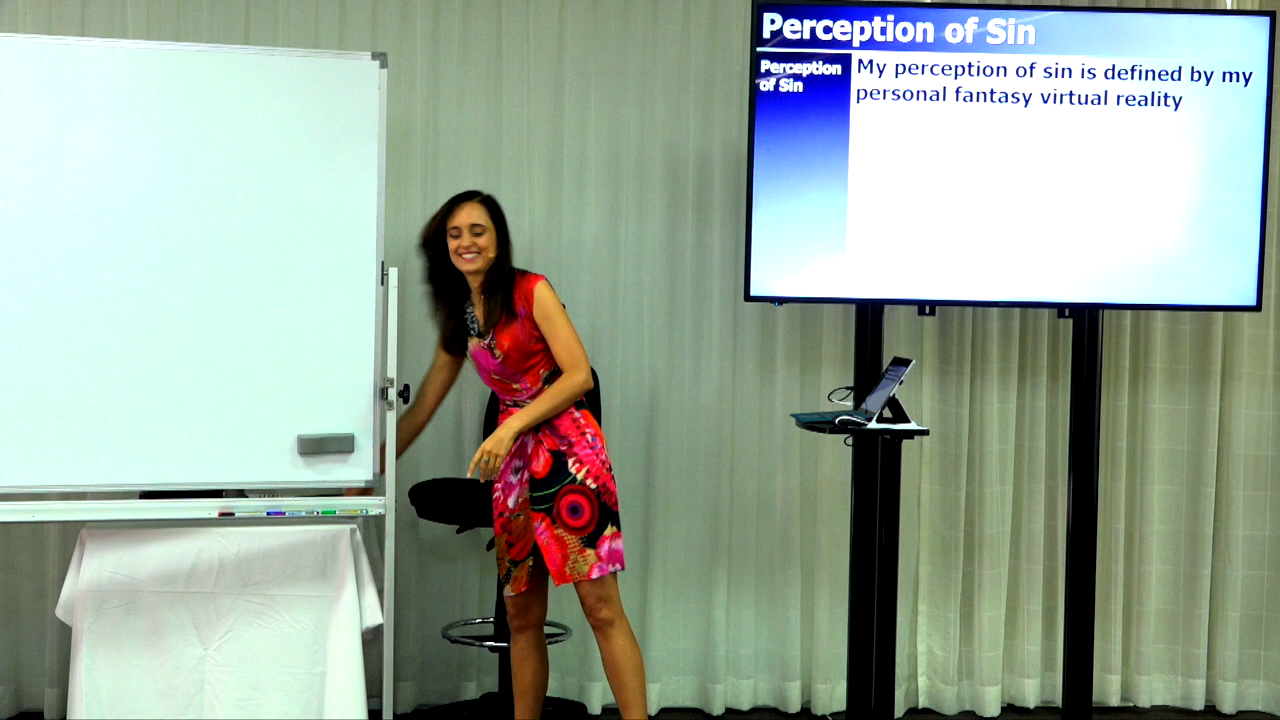 Perception of Sin
Perception
of Sin
My perception of sin is defined by my
personal fantasy virtual reality